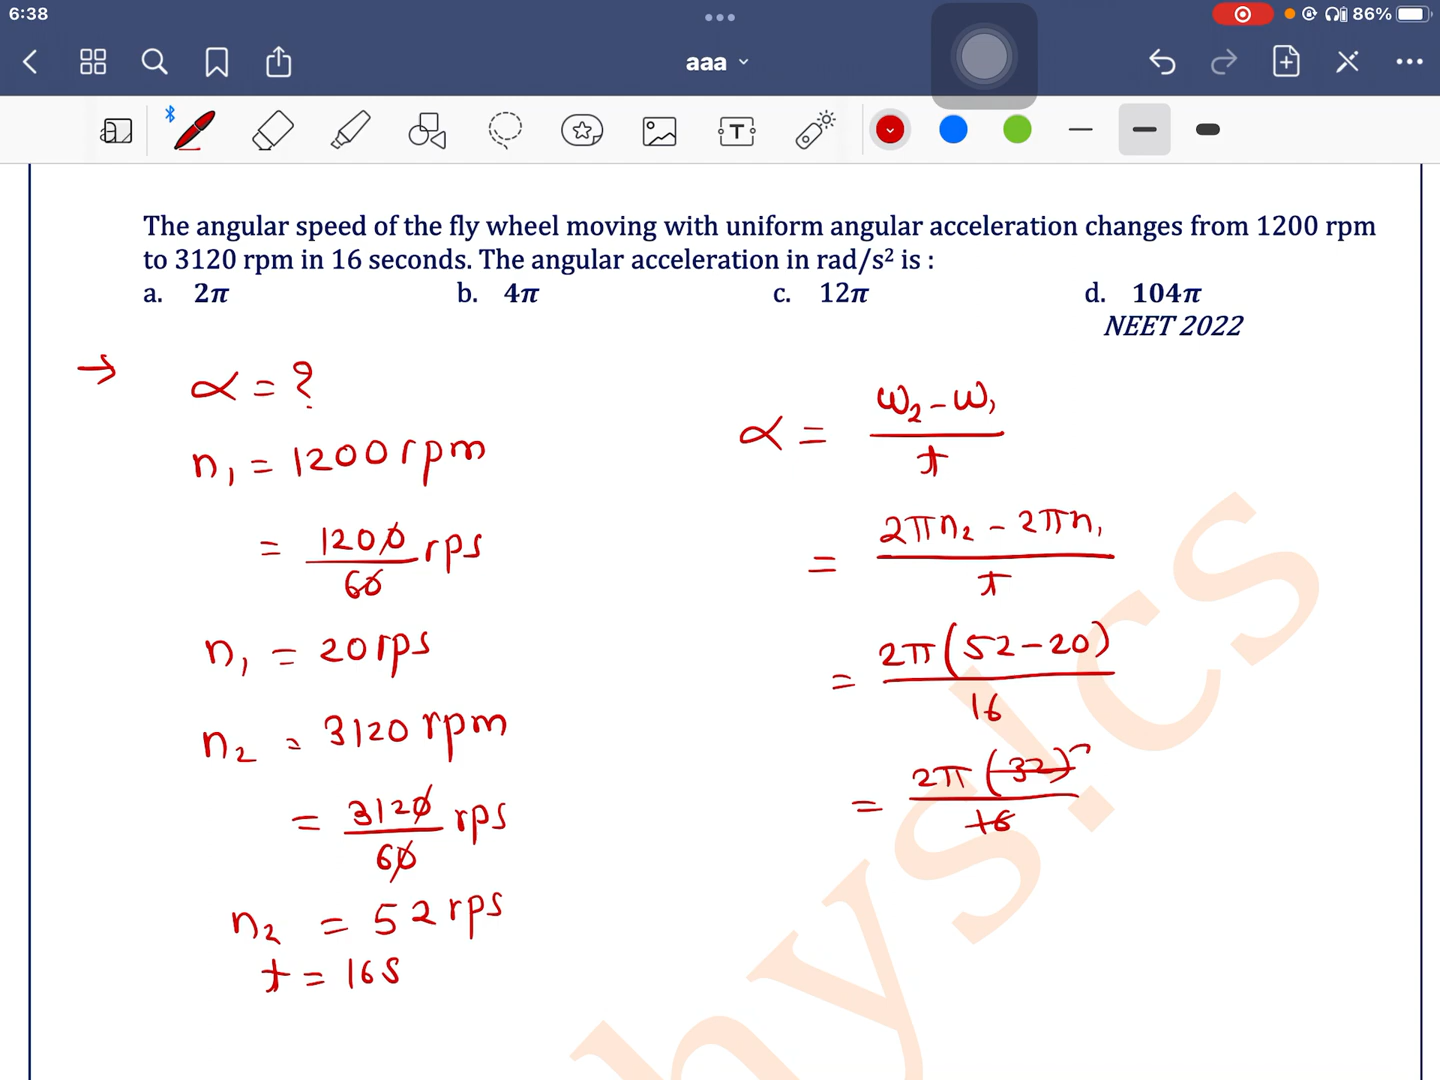 6:38
86%
aaa
T
The angular speed of the fly wheel moving with uniform angular acceleration changes from 1200 rpm
to 3120 rpm in 16 seconds. The angular acceleration in rad/s² is :
a. 2π b. 4π c. 12π d. 104π
NEET 2022
→ α = ?
n₁ = 1200 rpm
= 1200/60 rps
n₁ = 20 rps
n₂ = 3120 rpm
= 3120/60 rps
n₂ = 52 rps
t = 16 s
α = (ω₂ - ω₁)/t
= (2πn₂ - 2πn₁)/t
= 2π(52 - 20)/16
= 2π(32)/16
hys!cs